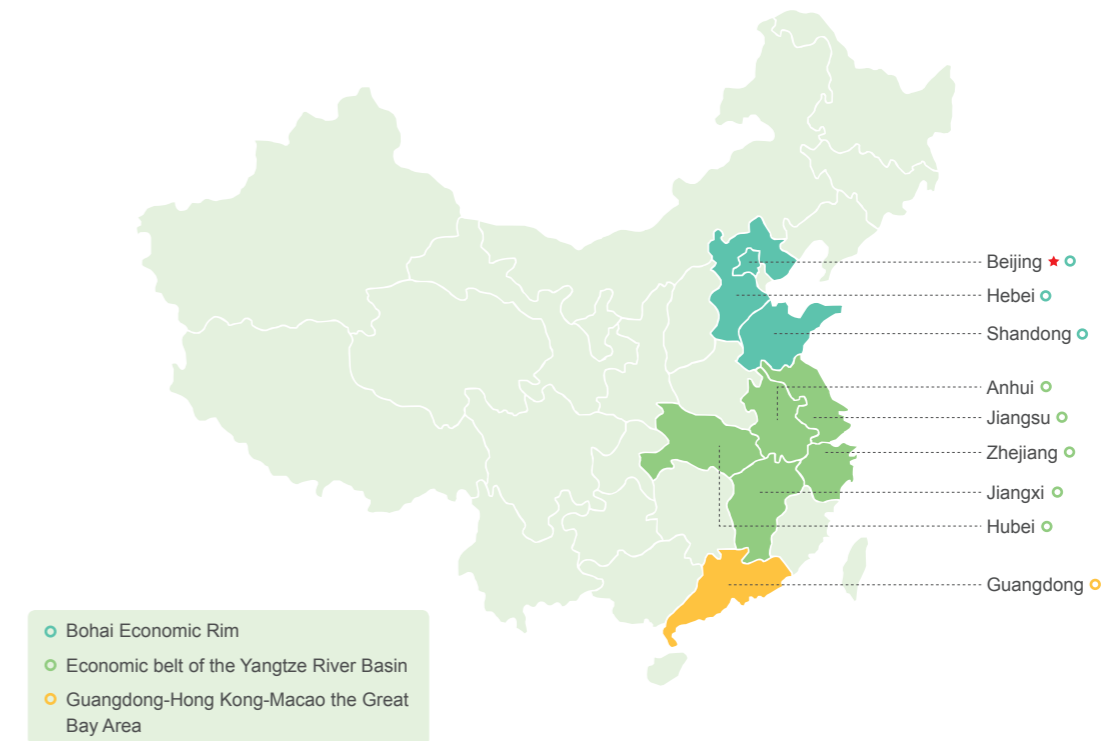 Beijing
Hebei
Shandong
Anhui
Jiangsu
Zhejiang
Jiangxi
Hubei
Guangdong
Bohai Economic Rim
Economic belt of the Yangtze River Basin
Guangdong-Hong Kong-Macao the Great
Bay Area